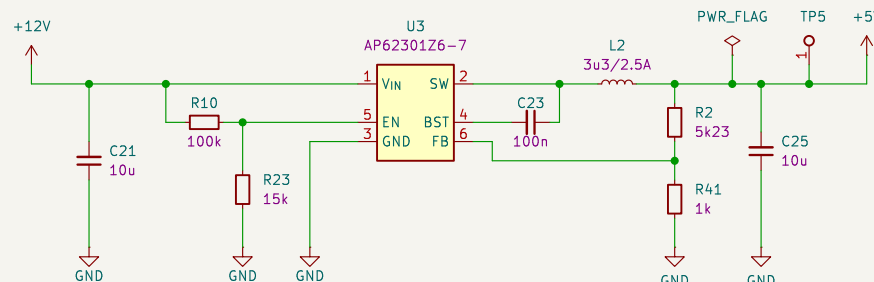 PWR_FLAG TP5
+12V U3 +5
AP62301Z6-7 L2
3u3/2.5A 1
1 VIN SW 2
R10 C23 R2
5 EN BST 4 5k23
100k 3 GND FB 6 100n
C21 C25
10u 10u
R23 R41
15k 1k
GND GND GND GND GND